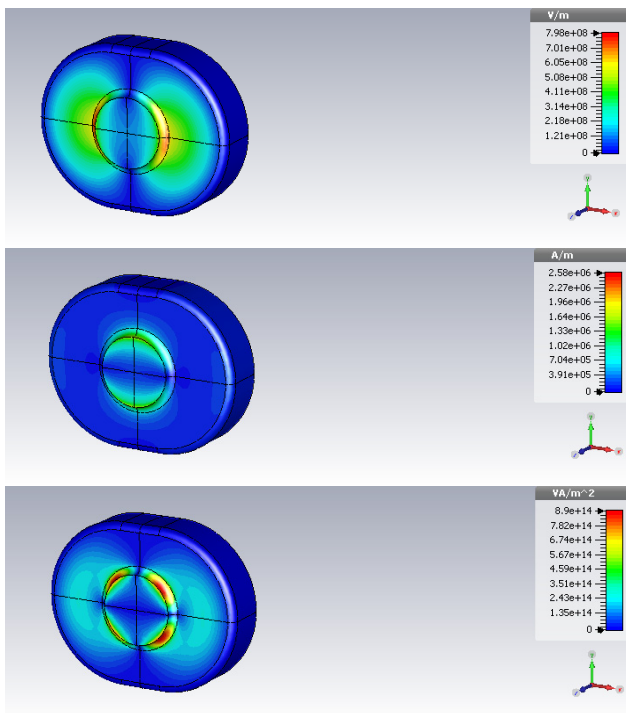 V/m
7.98e+08
7.01e+08
6.05e+08
5.08e+08
4.11e+08
3.14e+08
2.18e+08
1.21e+08
0
A/m
2.58e+06
2.27e+06
1.96e+06
1.64e+06
1.33e+06
1.02e+06
7.04e+05
3.91e+05
0
VA/m^2
8.9e+14
7.82e+14
6.74e+14
5.67e+14
4.59e+14
3.51e+14
2.43e+14
1.35e+14
0